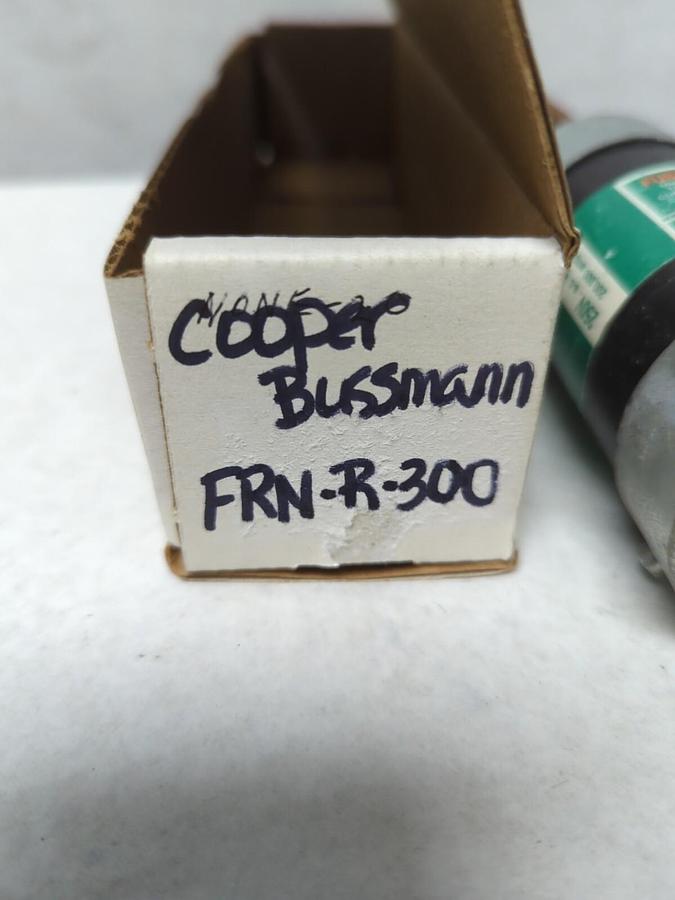 Cooper
Bussmann
FRN-R-300